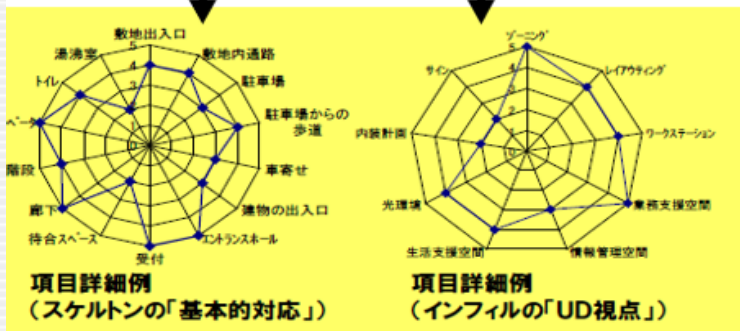 敷地出入口
敷地内通路
駐車場
駐車場からの
歩道
車寄せ
建物の出入口
エントランスホール
受付
待合スペース
廊下
階段
ベータ
トイレ
湯沸室
5
4
3
2
1
0
項目詳細例
(スケルトンの「基本的対応」)
ゾーニング
レイアウティング
ワークステーション
業務支援空間
情報管理空間
生活支援空間
光環境
内装計画
サイン
5
4
3
2
1
0
項目詳細例
(インフィルの「UD視点」)